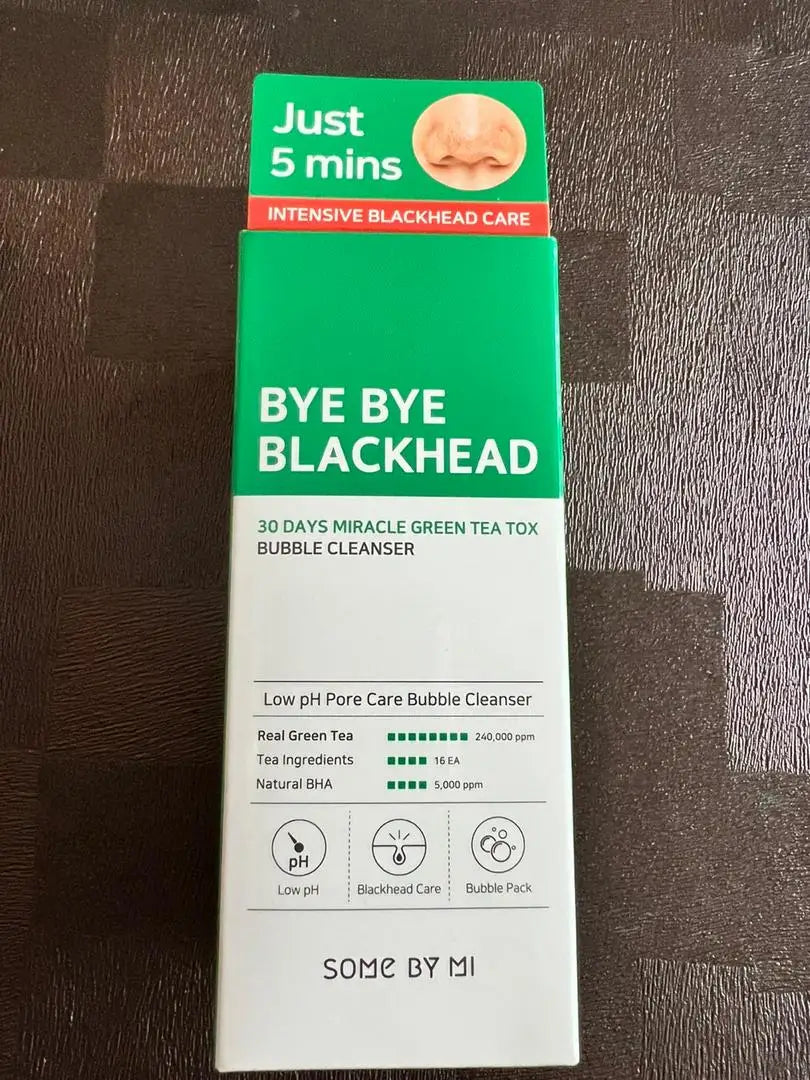 Just
5 mins
INTENSIVE BLACKHEAD CARE
BYE BYE
BLACKHEAD
30 DAYS MIRACLE GREEN TEA TOX
BUBBLE CLEANSER
Low pH Pore Care Bubble Cleanser
Real Green Tea 240,000 ppm
Tea Ingredients 16 EA
Natural BHA 5,000 ppm
pH
Low pH
Blackhead Care
Bubble Pack
SOME BY MI